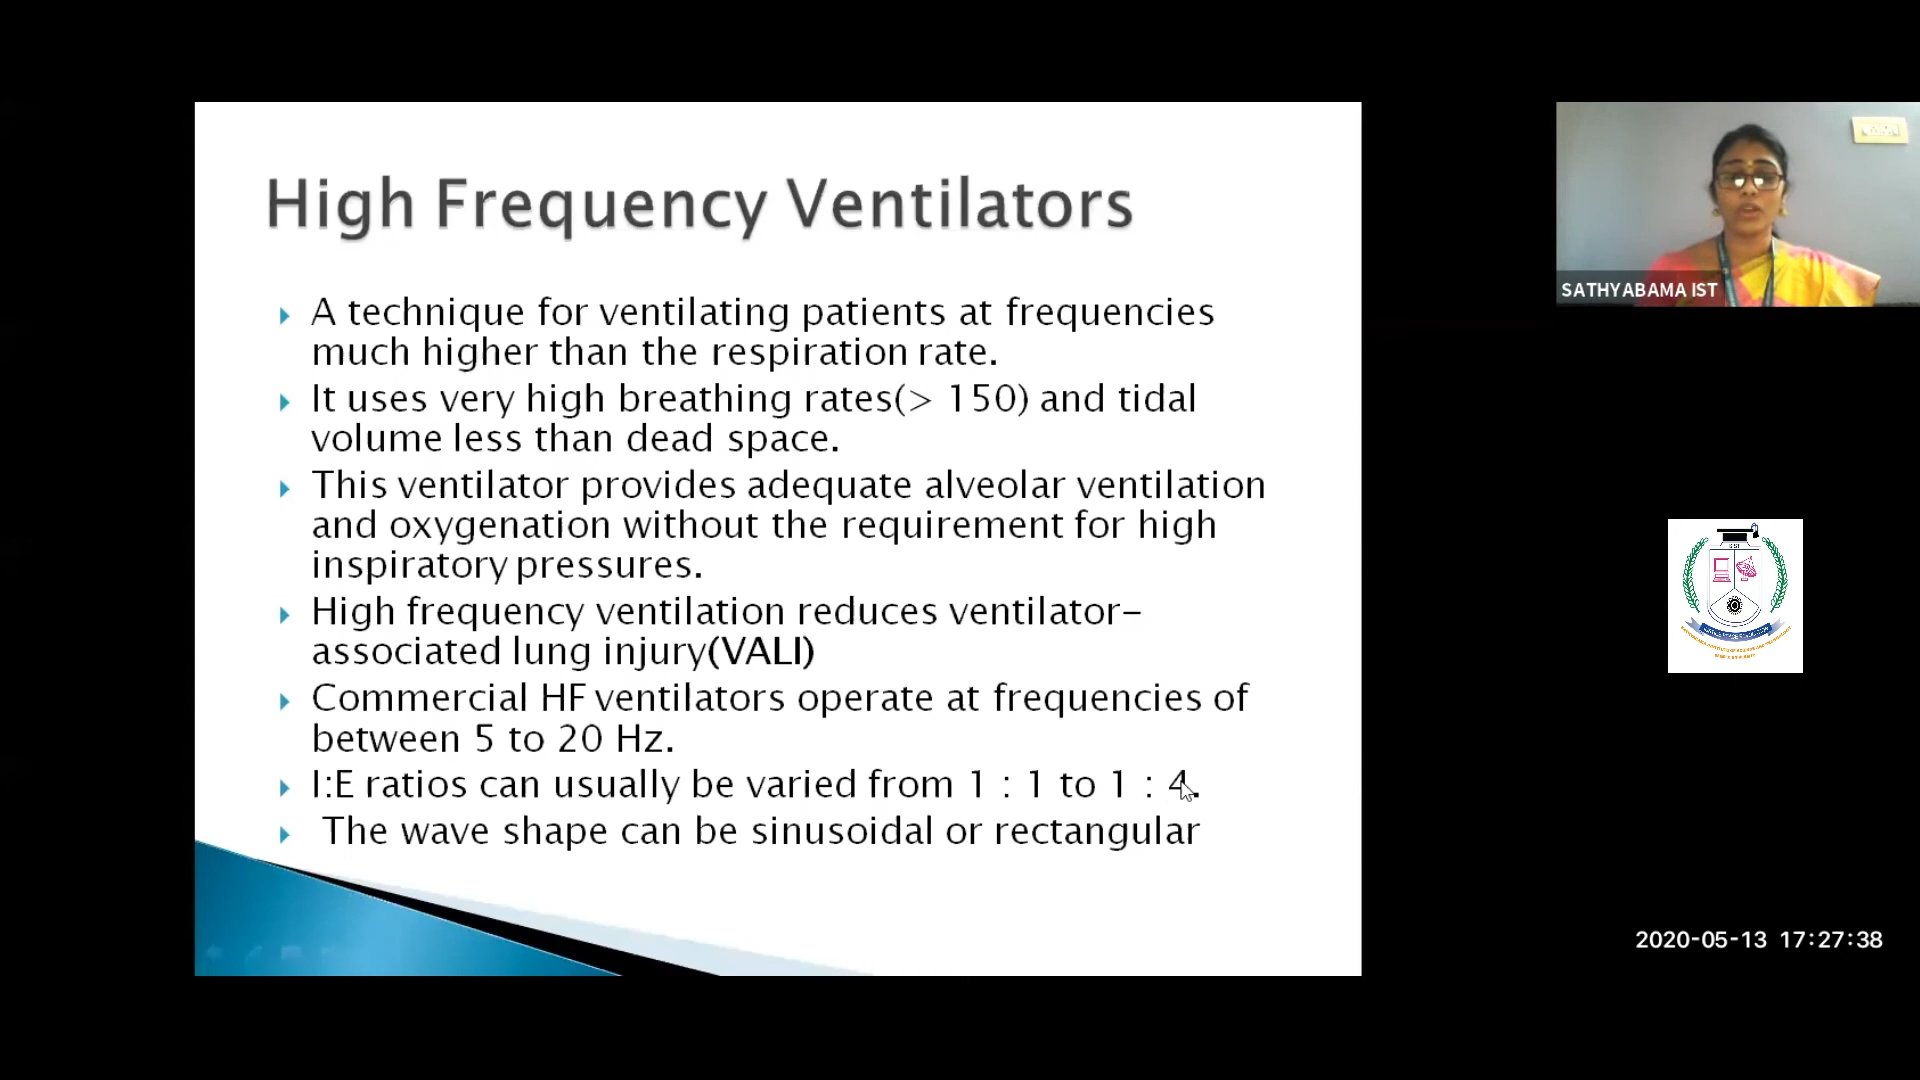 High Frequency Ventilators
A technique for ventilating patients at frequencies
much higher than the respiration rate.
It uses very high breathing rates(> 150) and tidal
volume less than dead space.
This ventilator provides adequate alveolar ventilation
and oxygenation without the requirement for high
inspiratory pressures.
High frequency ventilation reduces ventilator-
associated lung injury(VALI)
Commercial HF ventilators operate at frequencies of
between 5 to 20 Hz.
I:E ratios can usually be varied from 1 : 1 to 1 : 4.
The wave shape can be sinusoidal or rectangular
SATHYABAMA IST
2020-05-13 17:27:38